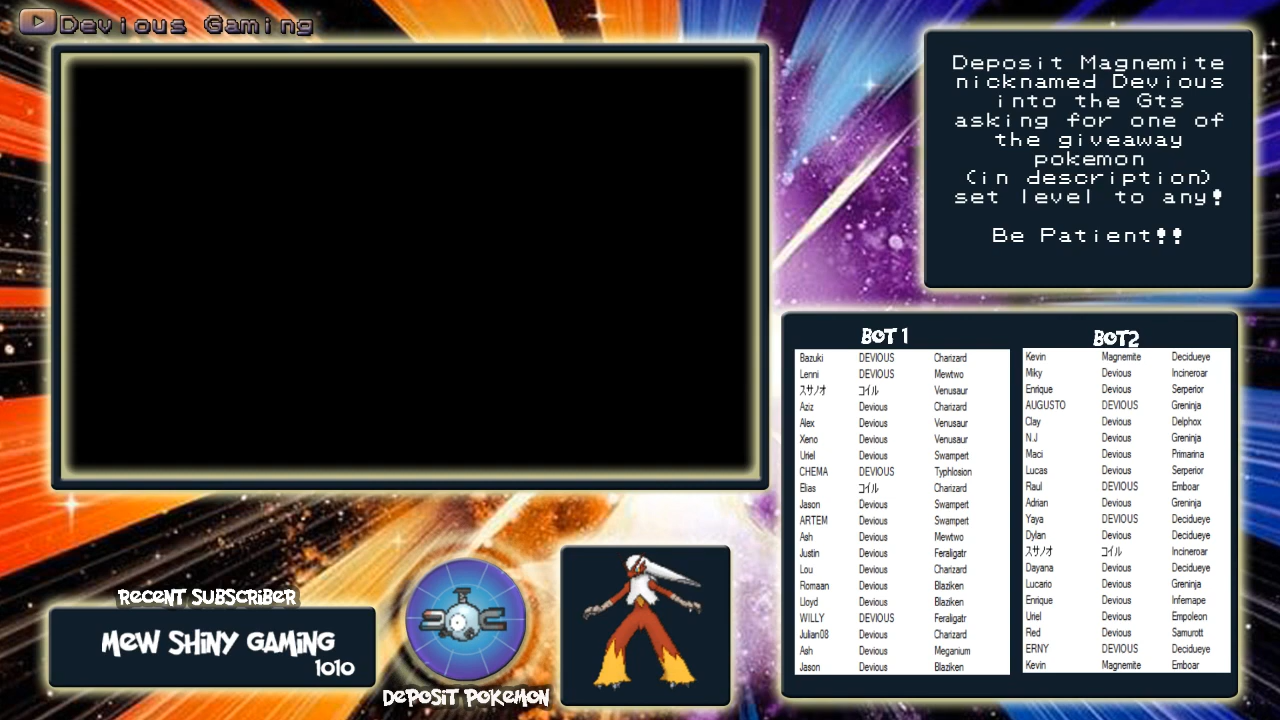 Devious Gaming
Deposit Magnemite
nicknamed Devious
into the Gts
asking for one of
the giveaway
pokemon
(in description)
set level to any!
Be Patient!!
BOT 1
Bazuki DEVIOUS Charizard
Lenni DEVIOUS Mewtwo
スサノオ コイル Venusaur
Aziz Devious Charizard
Alex Devious Venusaur
Xeno Devious Venusaur
Uriel Devious Swampert
CHEMA DEVIOUS Typhlosion
Elias コイル Charizard
Jason Devious Swampert
ARTEM Devious Swampert
Ash Devious Mewtwo
Justin Devious Feraligatr
Lou Devious Charizard
Romaan Devious Blaziken
Lloyd Devious Blaziken
WILLY DEVIOUS Feraligatr
Julian08 Devious Charizard
Ash Devious Meganium
Jason Devious Blaziken
BOT2
Kevin Magnemite Decidueye
Miky Devious Incineroar
Enrique Devious Serperior
AUGUSTO DEVIOUS Greninja
Clay Devious Delphox
N.J Devious Greninja
Maci Devious Primarina
Lucas Devious Serperior
Raul DEVIOUS Emboar
Adrian Devious Greninja
Yaya DEVIOUS Decidueye
Dylan Devious Decidueye
スサノオ コイル Incineroar
Dayana Devious Decidueye
Lucario Devious Greninja
Enrique Devious Infernape
Uriel Devious Empoleon
Red Devious Samurott
ERNY DEVIOUS Decidueye
Kevin Magnemite Emboar
RECENT SUBSCRIBER
MEW SHINY GAMING
1010
DEPOSIT POKEMON